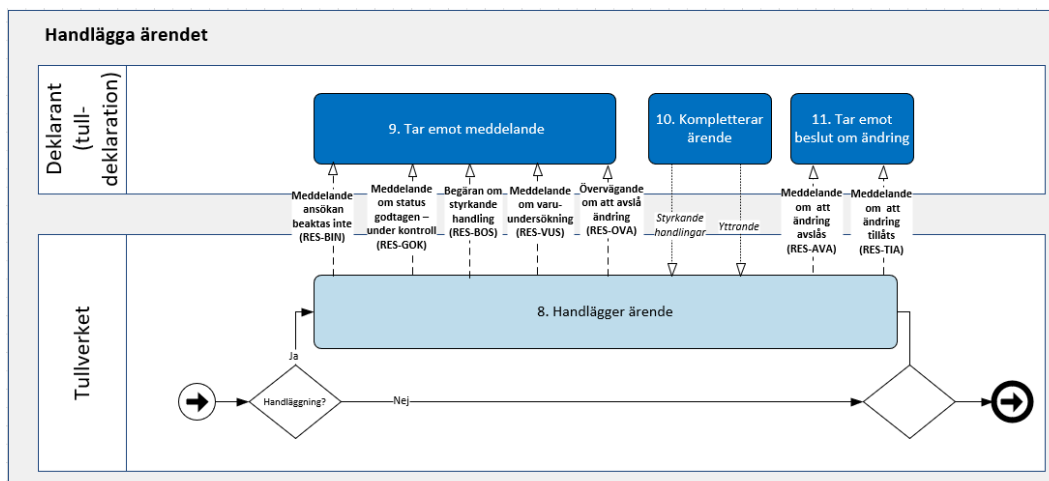 Handlägga ärendet
Deklarant
(tull-
deklaration)
9. Tar emot meddelande
10. Kompletterar
ärende
11. Tar emot
beslut om ändring
Meddelande
ansökan
beaktas inte
(RES-BIN)
Meddelande
om status
godtagen –
under kontroll
(RES-GOK)
Begäran om
styrkande
handling
(RES-BOS)
Meddelande
om varu-
undersökning
(RES-VUS)
Övervägande
om att avslå
ändring
(RES-OVA)
Styrkande
handlingar
Yttrande
Meddelande
om att
ändring
avslås
(RES-AVA)
Meddelande
om att
ändring
tillåts
(RES-TIA)
Tullverket
8. Handlägger ärende
Ja
Handläggning?
Nej